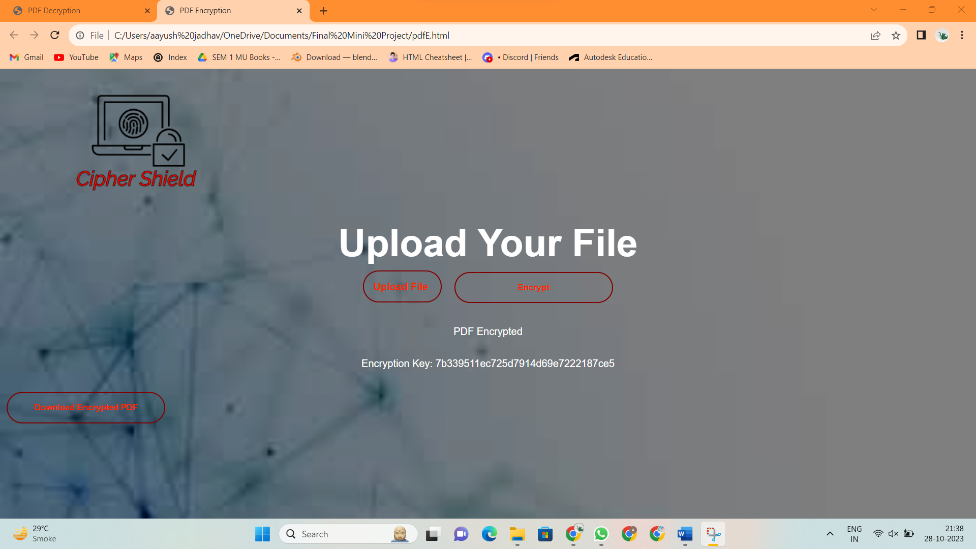 PDF Decryption
PDF Encryption
File C:/Users/aayush%20jadhav/OneDrive/Documents/Final%20Mini%20Project/pdfE.html
Gmail YouTube Maps Index SEM 1 MU Books -... Download — blend... HTML Cheatsheet |... • Discord | Friends Autodesk Educatio...
Cipher Shield
Upload Your File
Upload File Encrypt
PDF Encrypted
Encryption Key: 7b339511ec725d7914d69e7222187ce5
Download Encrypted PDF
29°C
Smoke
Search
ENG
IN
21:38
28-10-2023